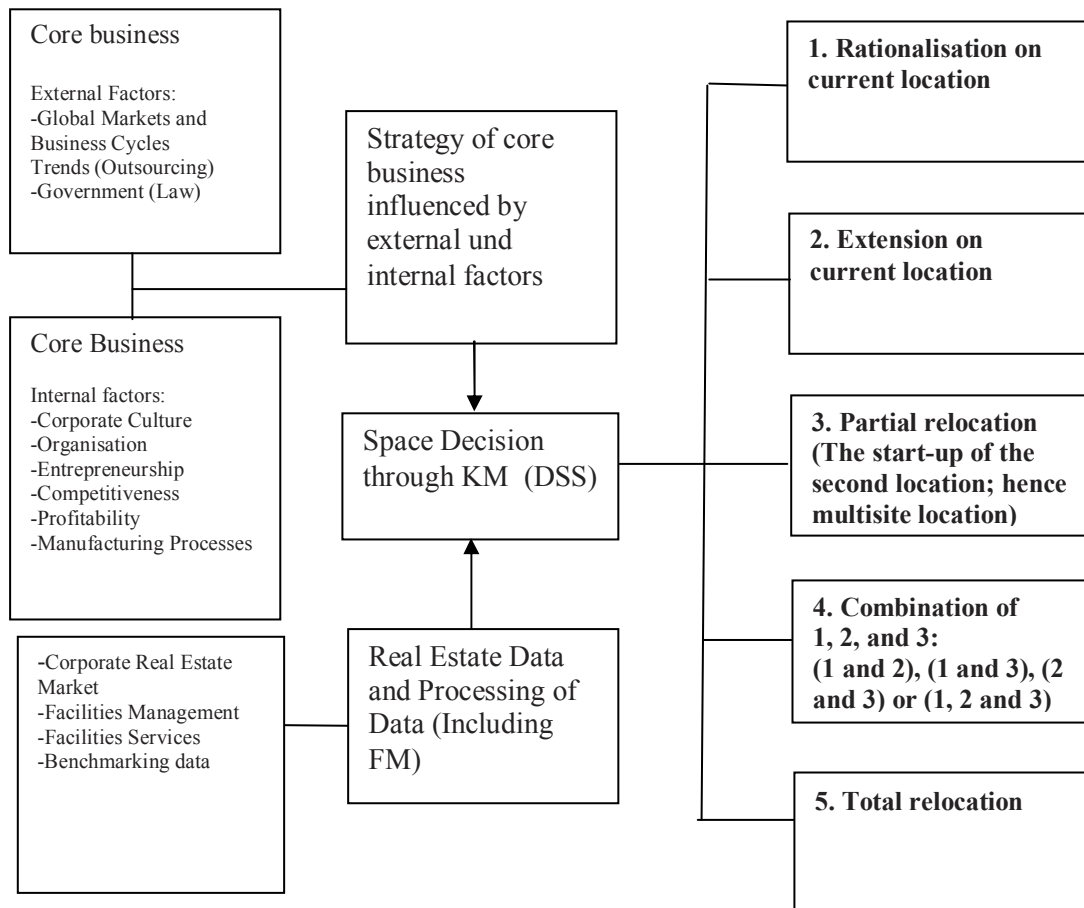 Core business
External Factors:
-Global Markets and
Business Cycles
Trends (Outsourcing)
-Government (Law)
Core Business
Internal factors:
-Corporate Culture
-Organisation
-Entrepreneurship
-Competitiveness
-Profitability
-Manufacturing Processes
-Corporate Real Estate
Market
-Facilities Management
-Facilities Services
-Benchmarking data
Strategy of core
business
influenced by
external und
internal factors
Space Decision
through KM (DSS)
Real Estate Data
and Processing of
Data (Including
FM)
1. Rationalisation on
current location
2. Extension on
current location
3. Partial relocation
(The start-up of the
second location; hence
multisite location)
4. Combination of
1, 2, and 3:
(1 and 2), (1 and 3), (2
and 3) or (1, 2 and 3)
5. Total relocation